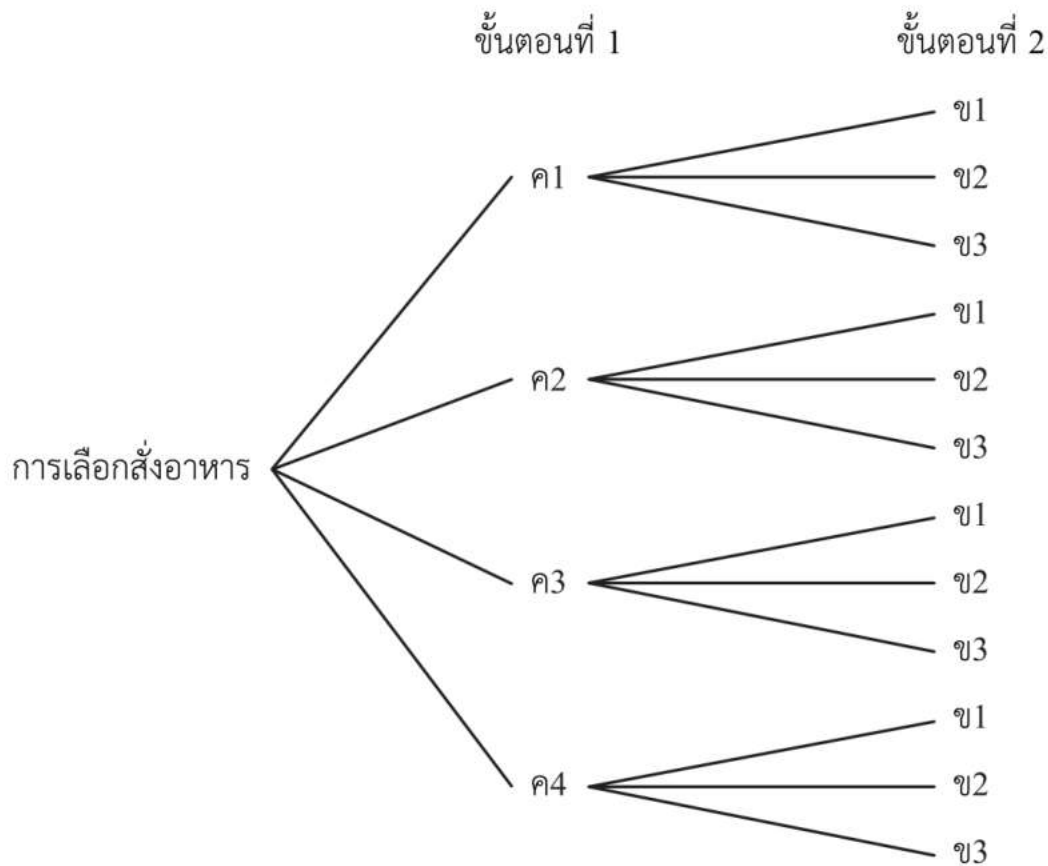 ขั้นตอนที่ 1 ขั้นตอนที่ 2
ข1
ค1 ข2
ข3
ข1
ค2 ข2
ข3
การเลือกสั่งอาหาร
ข1
ค3 ข2
ข3
ข1
ค4 ข2
ข3